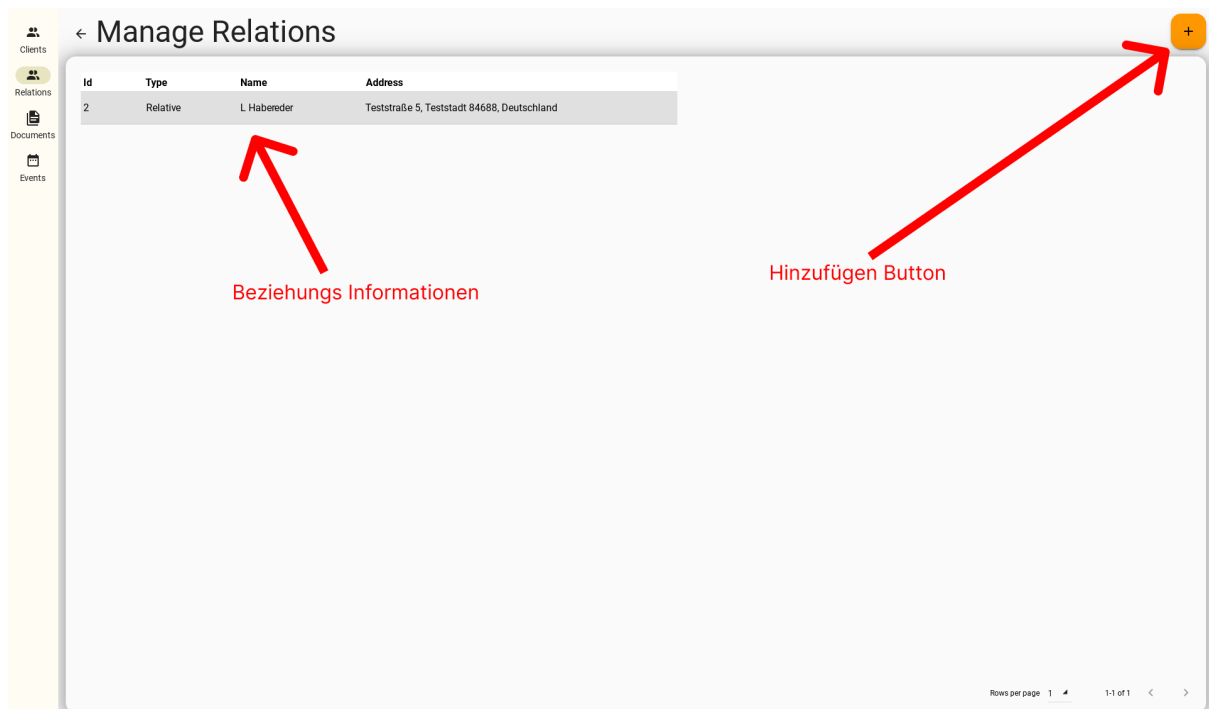 Manage Relations
Clients
Relations
Documents
Events
Id Type Name Address
2 Relative L Habereder Teststraße 5, Teststadt 84688, Deutschland
Hinzufügen Button
Beziehungs Informationen
Rows per page 1 1-1 of 1